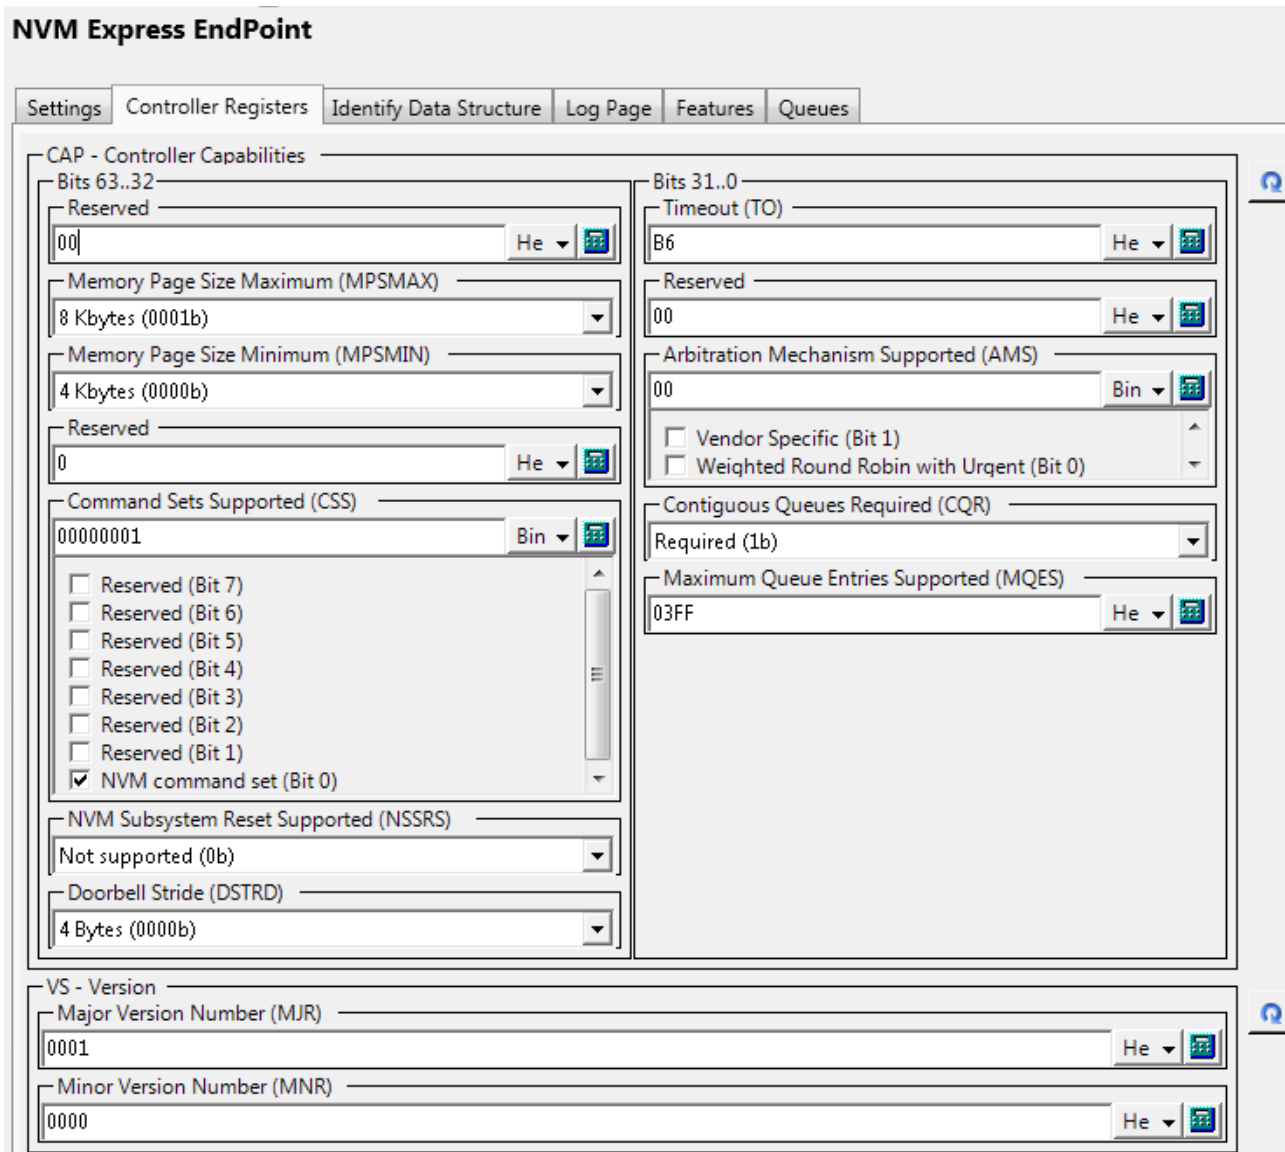 NVM Express EndPoint
Settings Controller Registers Identify Data Structure Log Page Features Queues
CAP - Controller Capabilities
Bits 63..32
Reserved
00 He
Memory Page Size Maximum (MPSMAX)
8 Kbytes (0001b)
Memory Page Size Minimum (MPSMIN)
4 Kbytes (0000b)
Reserved
0 He
Command Sets Supported (CSS)
00000001 Bin
Reserved (Bit 7)
Reserved (Bit 6)
Reserved (Bit 5)
Reserved (Bit 4)
Reserved (Bit 3)
Reserved (Bit 2)
Reserved (Bit 1)
NVM command set (Bit 0)
NVM Subsystem Reset Supported (NSSRS)
Not supported (0b)
Doorbell Stride (DSTRD)
4 Bytes (0000b)
Bits 31..0
Timeout (TO)
B6 He
Reserved
00 He
Arbitration Mechanism Supported (AMS)
00 Bin
Vendor Specific (Bit 1)
Weighted Round Robin with Urgent (Bit 0)
Contiguous Queues Required (CQR)
Required (1b)
Maximum Queue Entries Supported (MQES)
03FF He
VS - Version
Major Version Number (MJR)
0001 He
Minor Version Number (MNR)
0000 He